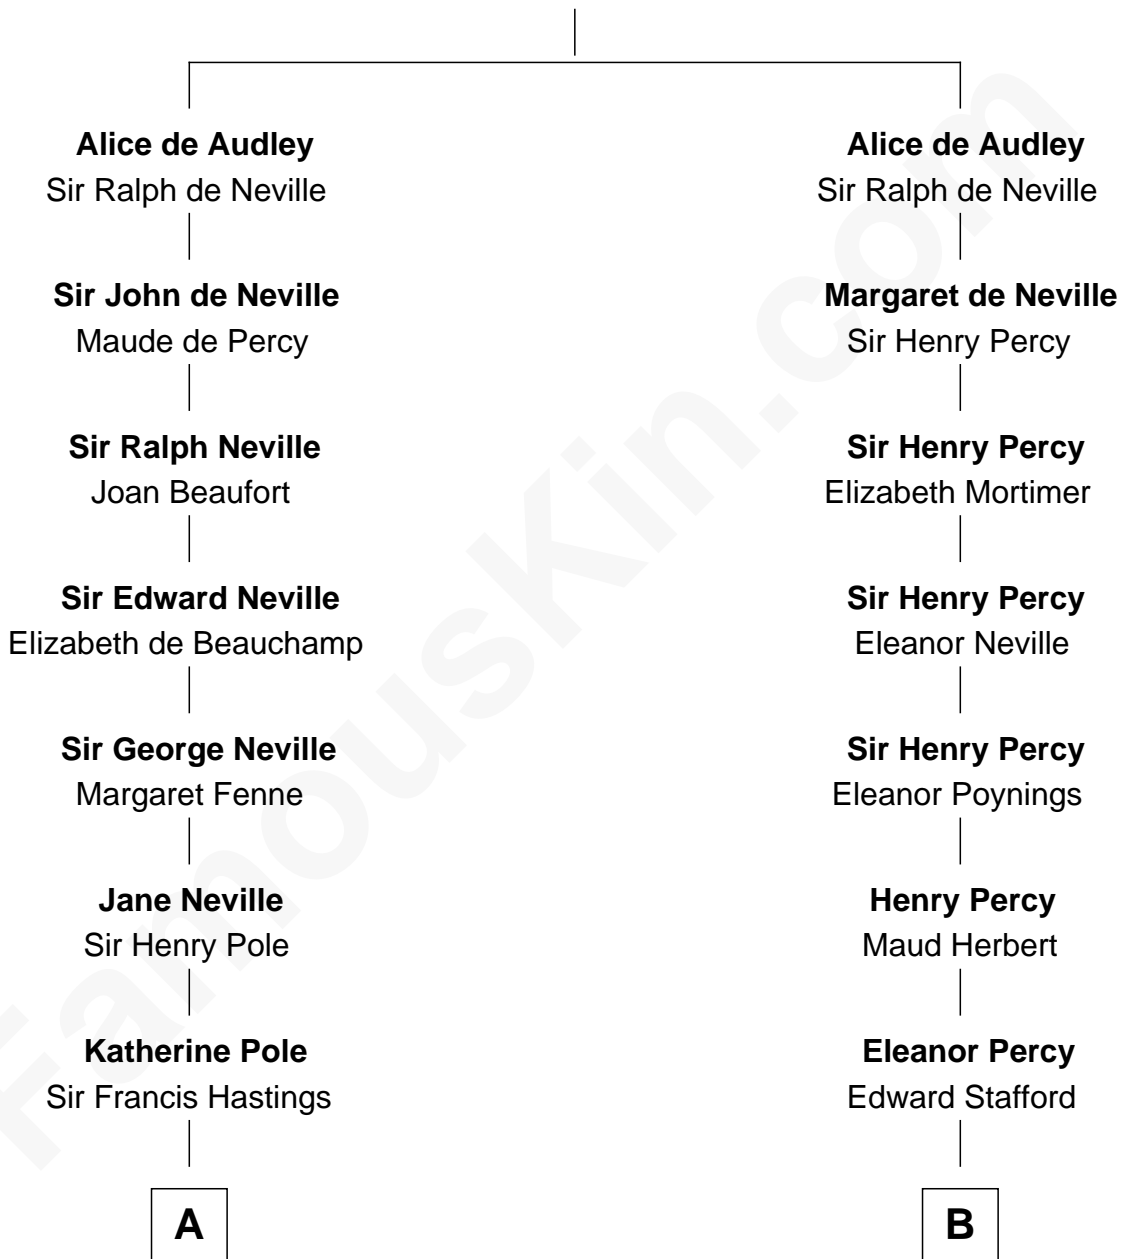 Alice de Audley
Sir Ralph de Neville
Sir John de Neville
Maude de Percy
Sir Ralph Neville
Joan Beaufort
Sir Edward Neville
Elizabeth de Beauchamp
Sir George Neville
Margaret Fenne
Jane Neville
Sir Henry Pole
Katherine Pole
Sir Francis Hastings
A
Alice de Audley
Sir Ralph de Neville
Margaret de Neville
Sir Henry Percy
Sir Henry Percy
Elizabeth Mortimer
Sir Henry Percy
Eleanor Neville
Sir Henry Percy
Eleanor Poynings
Henry Percy
Maud Herbert
Eleanor Percy
Edward Stafford
B
FamousKin.com